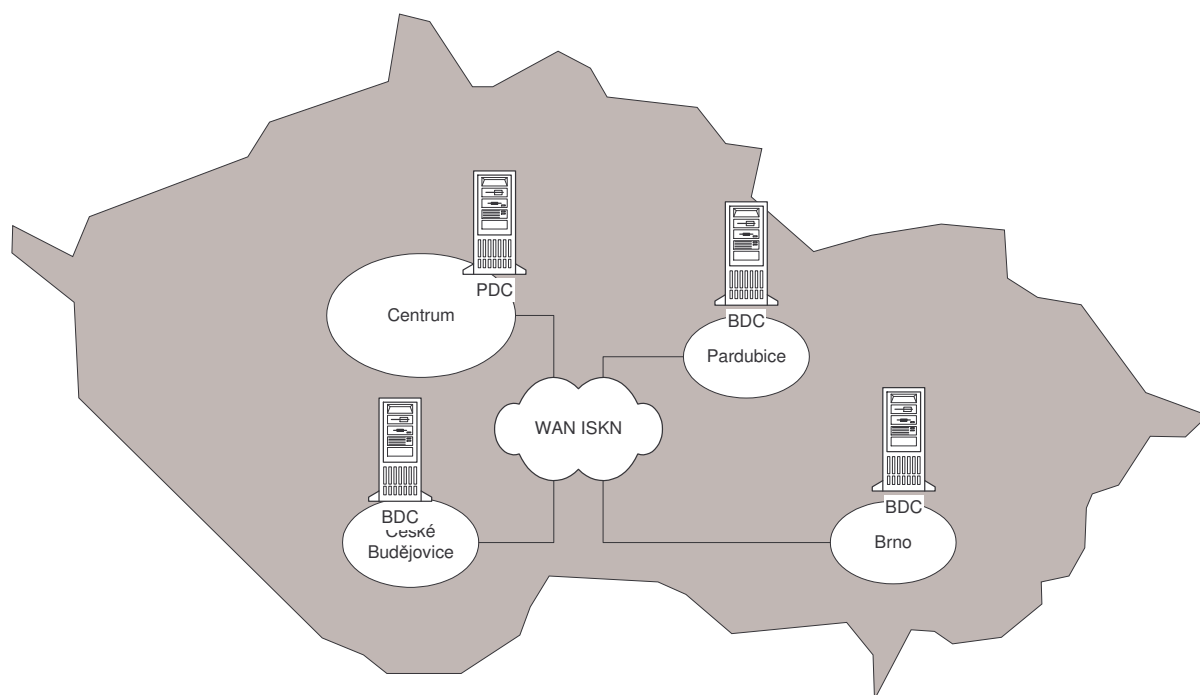 PDC
Centrum
BDC
Pardubice
WAN ISKN
BDC
České
Budějovice
BDC
Brno